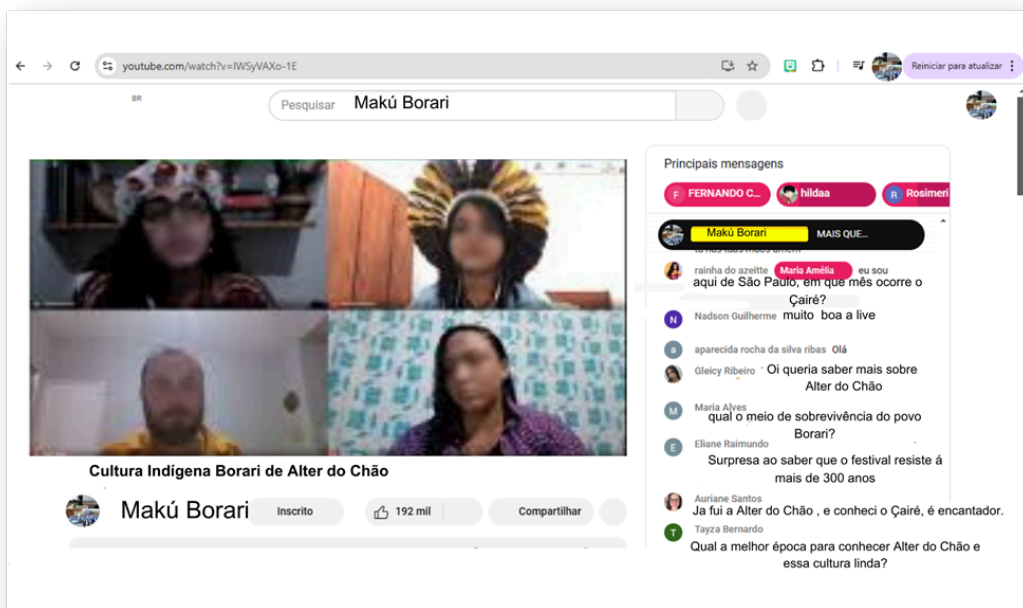 youtube.com/watch?v=IWSyVAXo-1E
Reiniciar para atualizar
BR
Pesquisar Makú Borari
Principais mensagens
F FERNANDO C... hildaa R Rosimeri
Makú Borari MAIS QUE...
rainha do azeitte Maria Amélia eu sou
aqui de São Paulo, em que mês ocorre o
Çairé?
N Nadson Guilherme muito boa a live
a aparecida rocha da silva ribas Olá
Gleicy Ribeiro Oi queria saber mais sobre
Alter do Chão
M Maria Alves
qual o meio de sobrevivência do povo
Borari?
E Eliane Raimundo
Surpresa ao saber que o festival resiste á
mais de 300 anos
Auriane Santos
Ja fui a Alter do Chão , e conheci o Çairé, é encantador.
T Tayza Bernardo
Qual a melhor época para conhecer Alter do Chão e
essa cultura linda?
Cultura Indígena Borari de Alter do Chão
Makú Borari Inscrito 192 mil Compartilhar